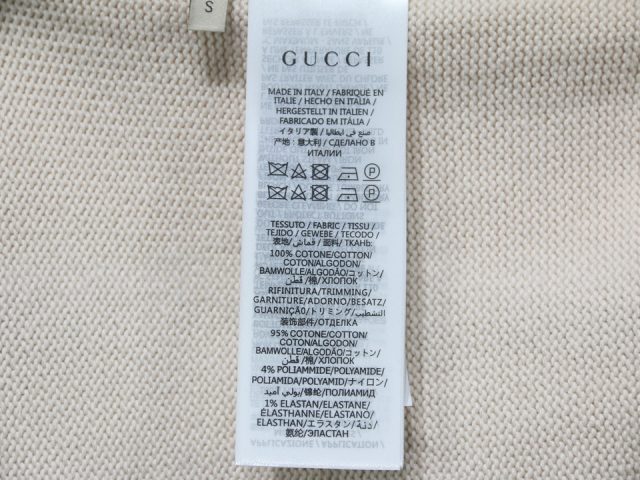 S
GUCCI
MADE IN ITALY / FABRIQUÉ EN
ITALIE / HECHO EN ITALIA /
HERGESTELLT IN ITALIEN /
FABRICADO EM ITÁLIA /
イタリア製 / صنع في ايطاليا /
产地：意大利 / СДЕЛАНО В
ИТАЛИИ
TESSUTO / FABRIC / TISSU /
TEJIDO / GEWEBE / TECODO /
表地/ قماش / 面料/ ТКАНЬ:
100% COTONE/COTTON/
COTON/ALGODON/
BAMWOLLE/ALGODÃO/コットン/
قطن /棉/ ХЛОПОК
RIFINITURA/TRIMMING/
GARNITURE/ADORNO/BESATZ/
GUARNIÇÃO/トリミング/ التشطيب/
装饰部件/ОТДЕЛКА
95% COTONE/COTTON/
COTON/ALGODON/
BAMWOLLE/ALGODÃO/コットン/
قطن /棉/ХЛОПОК
4% POLIAMMIDE/POLYAMIDE/
POLIAMIDA/POLYAMID/ナイロン/
بولي أميد /锦纶/ПОЛИАМИД
1% ELASTAN/ELASTANE/
ÉLASTHANNE/ELASTANO/
ELASTHAN/エラスタン /
氨纶/ЭЛАСТАН